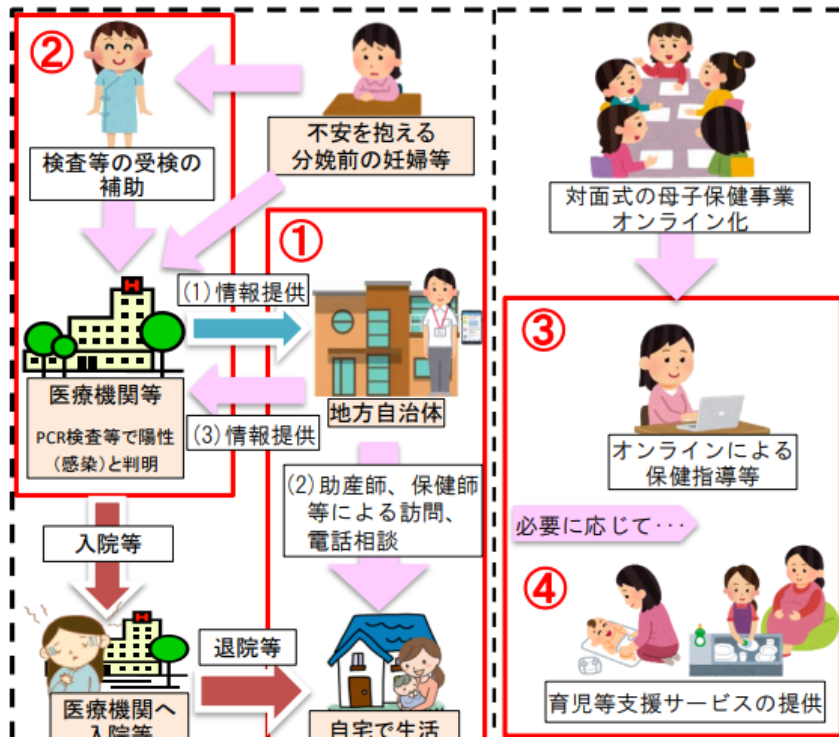 ②
検査等の受検の
補助
不安を抱える
分娩前の妊婦等
①
(1)情報提供
H
医療機関等
PCR検査等で陽性
(感染)と判明
地方自治体
(3)情報提供
(2)助産師、保健師
等による訪問、
電話相談
入院等
H
医療機関へ
入院等
退院等
自宅で生活
対面式の母子保健事業
オンライン化
③
オンラインによる
保健指導等
必要に応じて･･･
④
育児等支援サービスの提供